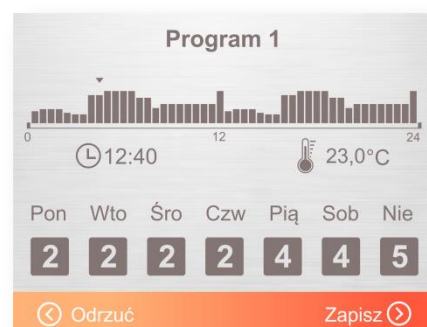 Program 1
0 12 24
12:40 23,0°C
Pon Wto Śro Czw Pią Sob Nie
2 2 2 2 4 4 5
Odrzuć Zapisz